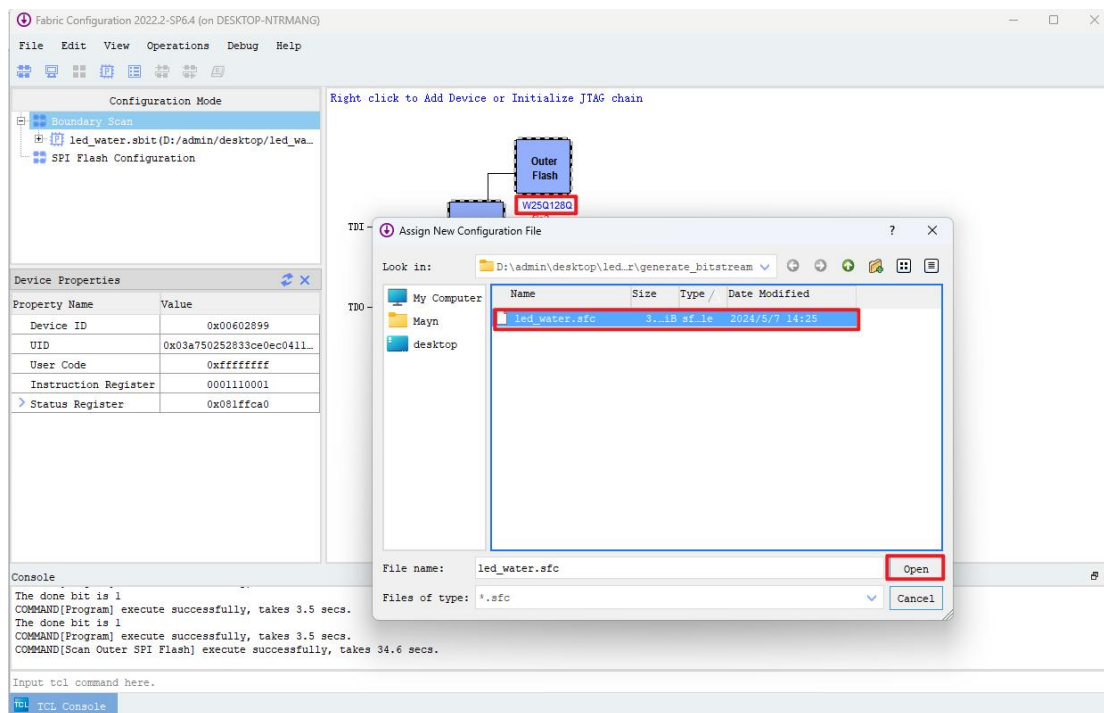 Fabric Configuration 2022.2-SP6.4 (on DESKTOP-NTRMANG)
File Edit View Operations Debug Help
Configuration Mode
Boundary Scan
led_water.sbit(D:/admin/desktop/led_wa…
SPI Flash Configuration
Right click to Add Device or Initialize JTAG chain
Outer
Flash
W25Q128Q
TDI
TDO
Assign New Configuration File
? 
Look in: D:\admin\desktop\led…r\generate_bitstream
My Computer
Mayn
desktop
Name Size Type Date Modified
led_water.sfc 3.…iB sf…le 2024/5/7 14:25
File name: led_water.sfc Open
Files of type: *.sfc Cancel
Device Properties
Property Name Value
Device ID 0x00602899
UID 0x03a750252833ce0ec0411…
User Code 0xffffffff
Instruction Register 0001110001
Status Register 0x081ffca0
Console
The done bit is 1
COMMAND[Program] execute successfully, takes 3.5 secs.
The done bit is 1
COMMAND[Program] execute successfully, takes 3.5 secs.
COMMAND[Scan Outer SPI Flash] execute successfully, takes 34.6 secs.
Input tcl command here.
TCL TCL Console